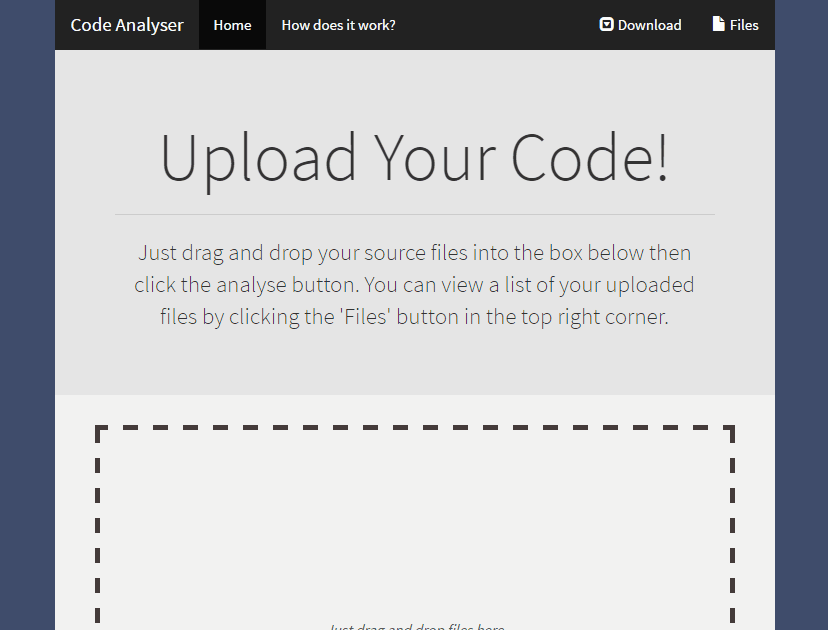 Code Analyser Home How does it work? Download Files
Upload Your Code!
Just drag and drop your source files into the box below then
click the analyse button. You can view a list of your uploaded
files by clicking the 'Files' button in the top right corner.
Just drag and drop files here